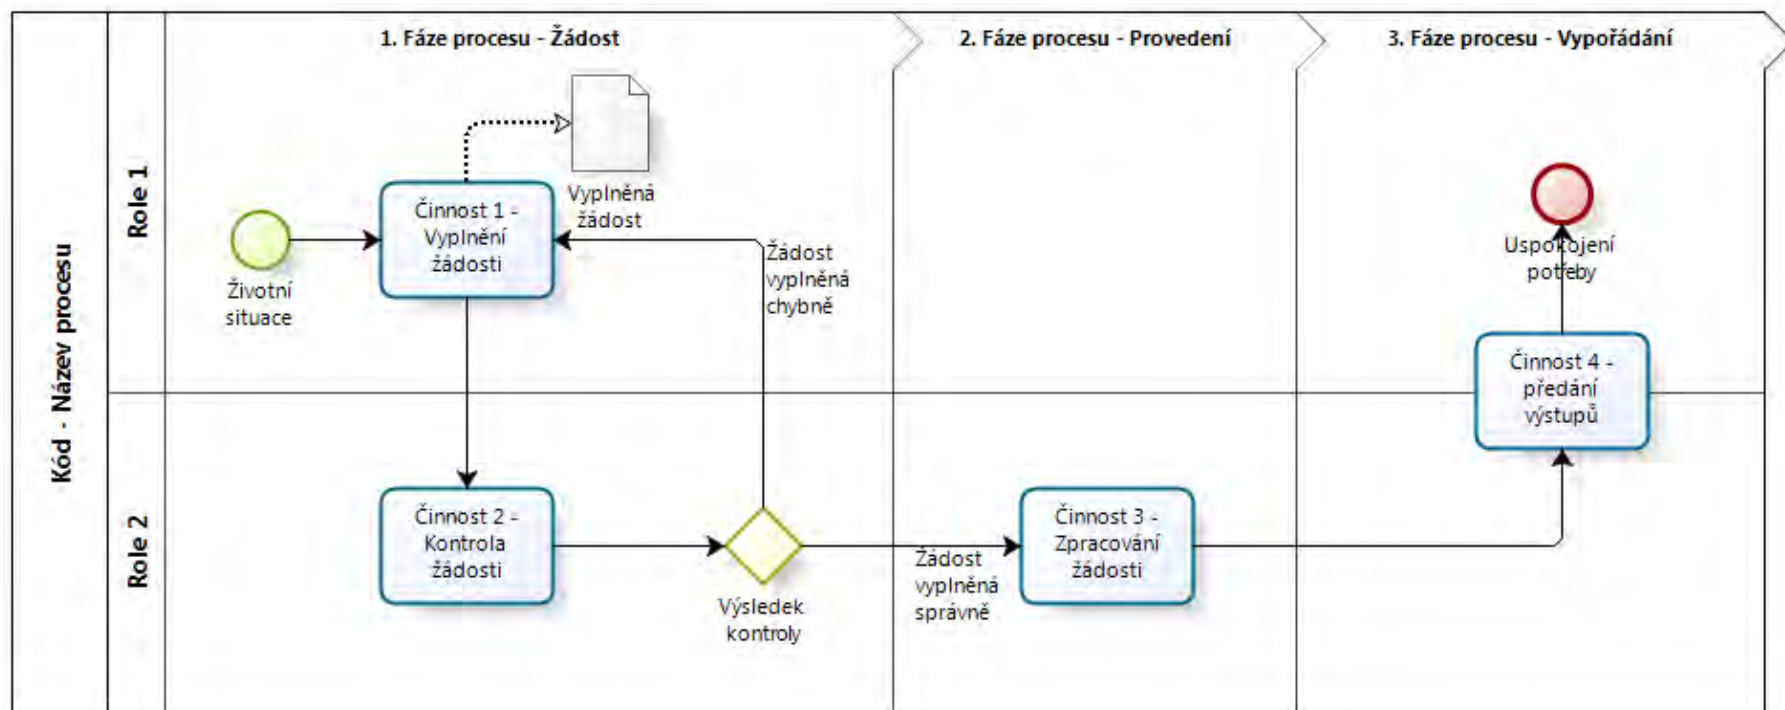 1. Fáze procesu - Žádost
2. Fáze procesu - Provedení
3. Fáze procesu - Vypořádání
Kód - Název procesu
Role 1
Životní
situace
Činnost 1 -
Vyplnění
žádosti
Vyplněná
žádost
Žádost
vyplněná
chybně
Uspokojení
potřeby
Činnost 4 -
předání
výstupů
Role 2
Činnost 2 -
Kontrola
žádosti
Výsledek
kontroly
Žádost
vyplněná
správně
Činnost 3 -
Zpracování
žádosti